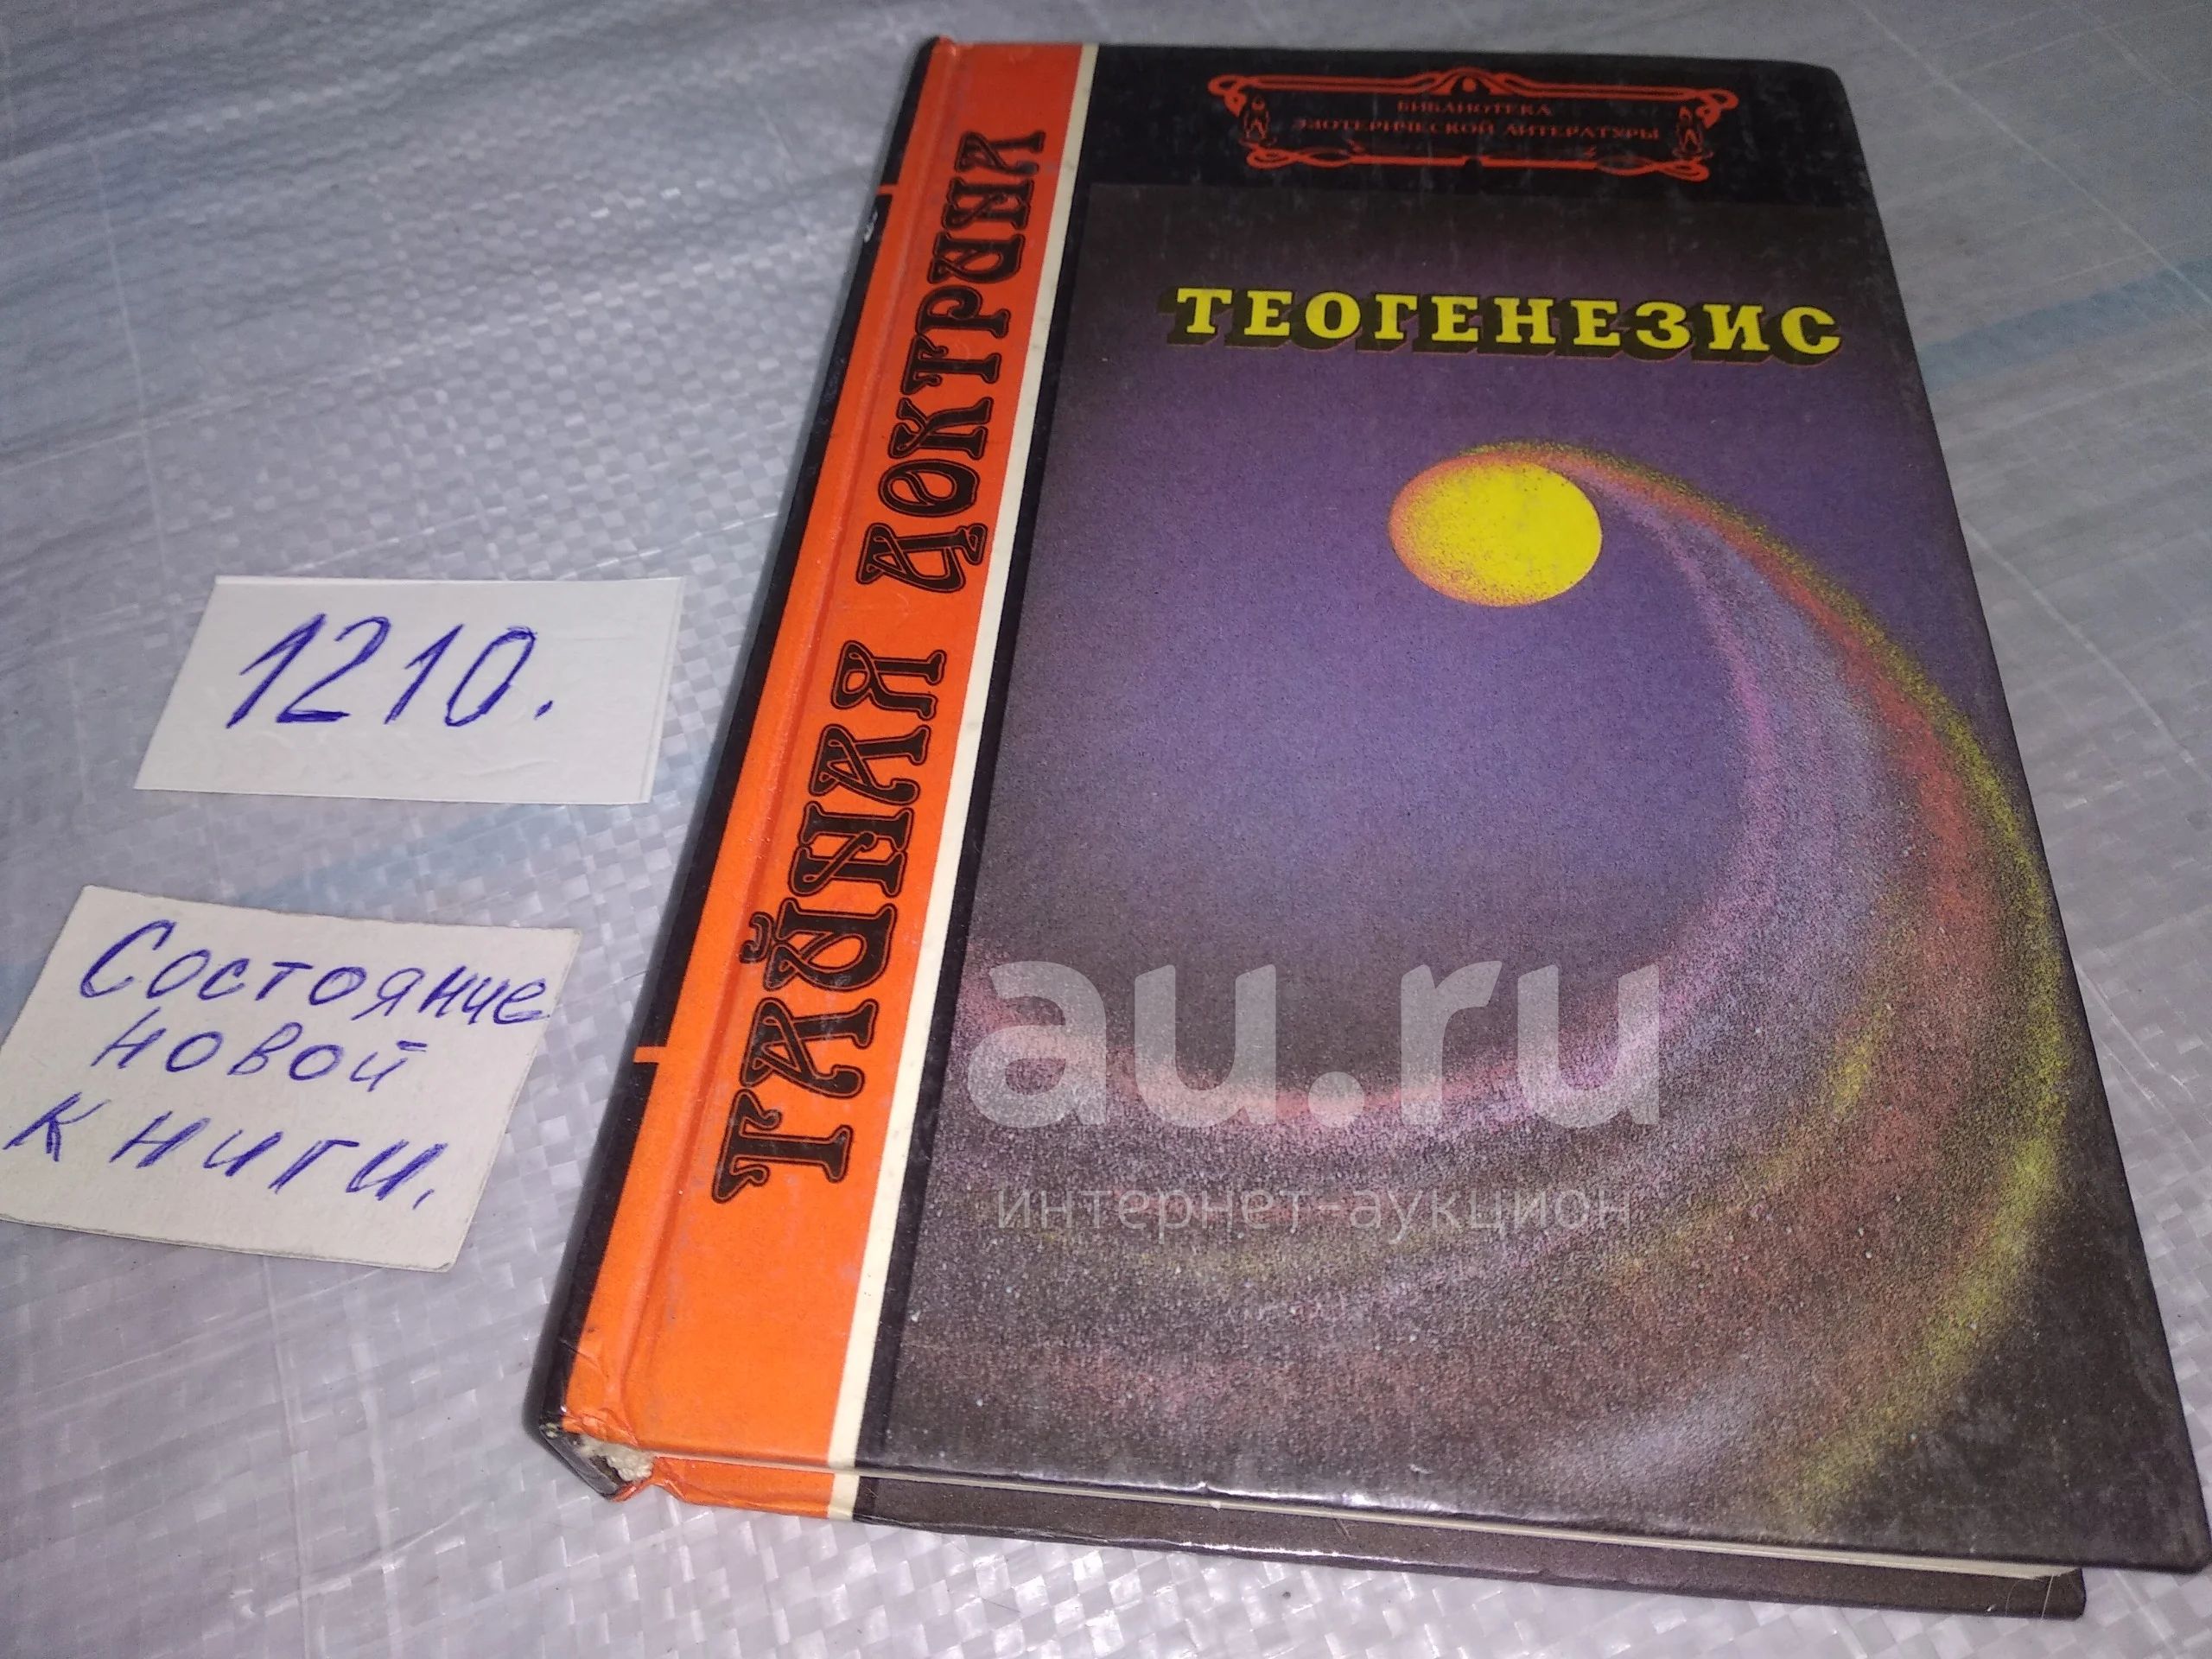 БИБЛИОТЕКА
ЭЗОТЕРИЧЕСКОЙ ЛИТЕРАТУРЫ
ТЕОГЕНЕЗИС
ТАЙНАЯ ДОКТРИНА
1210.
Состояние
новой
книги.
au.ru
интернет-аукцион